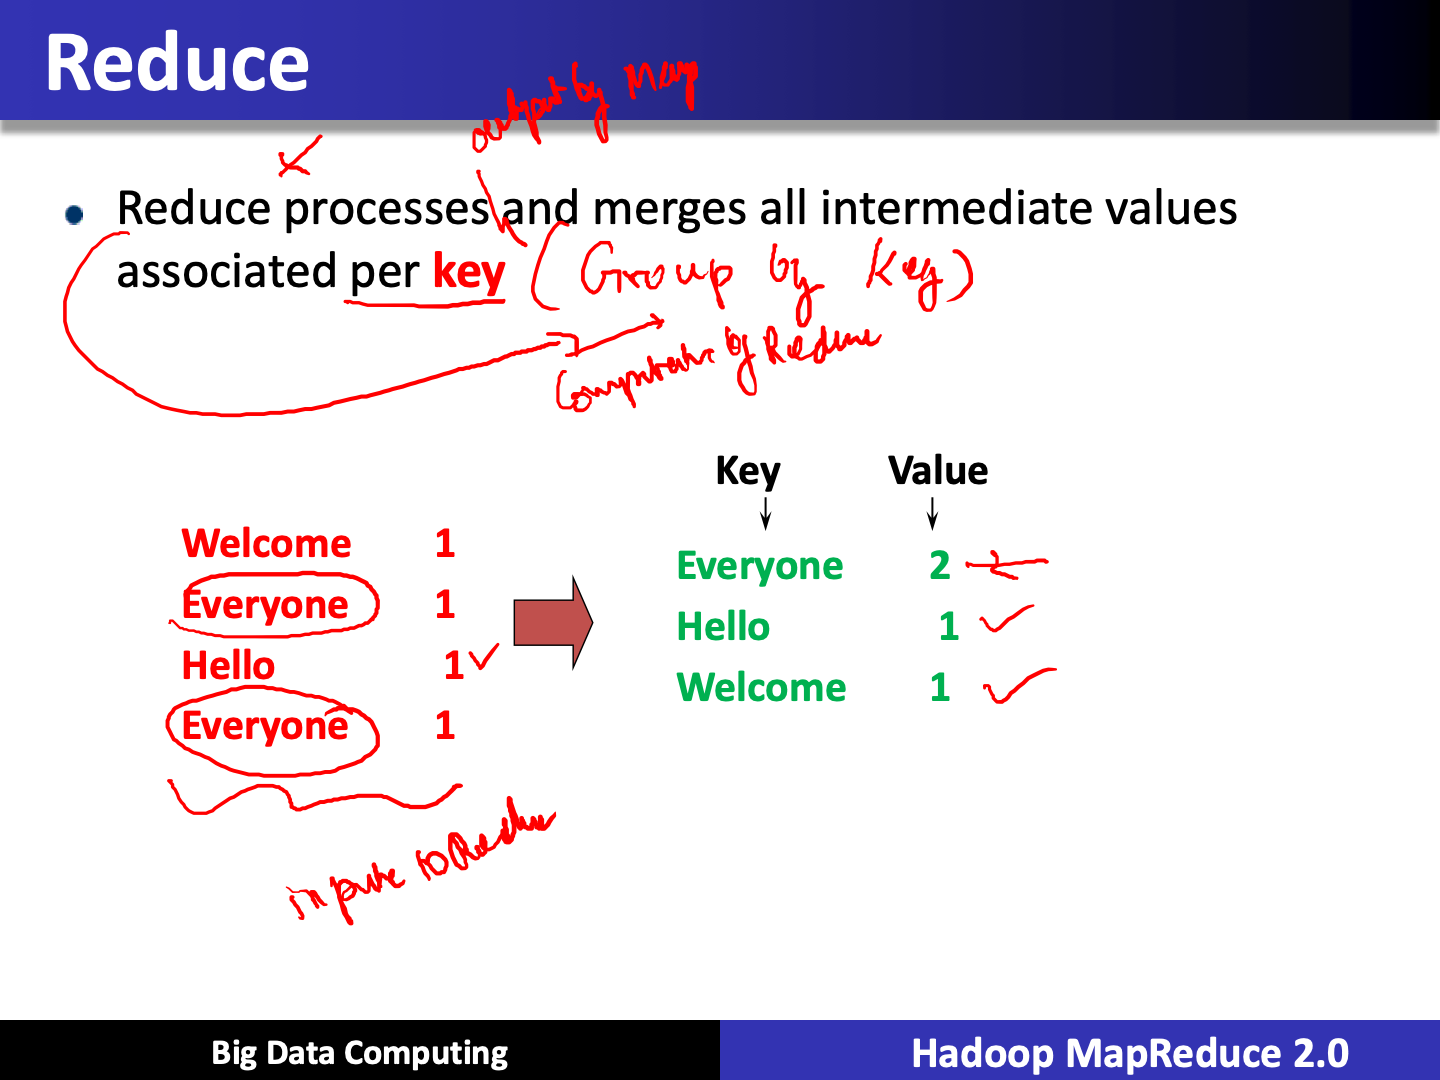 Reduce
output by Map
Reduce processes and merges all intermediate values
associated per key (Group by Key)
by Reduce
Key Value
Welcome 1
Everyone 1
Hello 1
Everyone 1
Everyone 2
Hello 1
Welcome 1
input to Reduce
Big Data Computing
Hadoop MapReduce 2.0